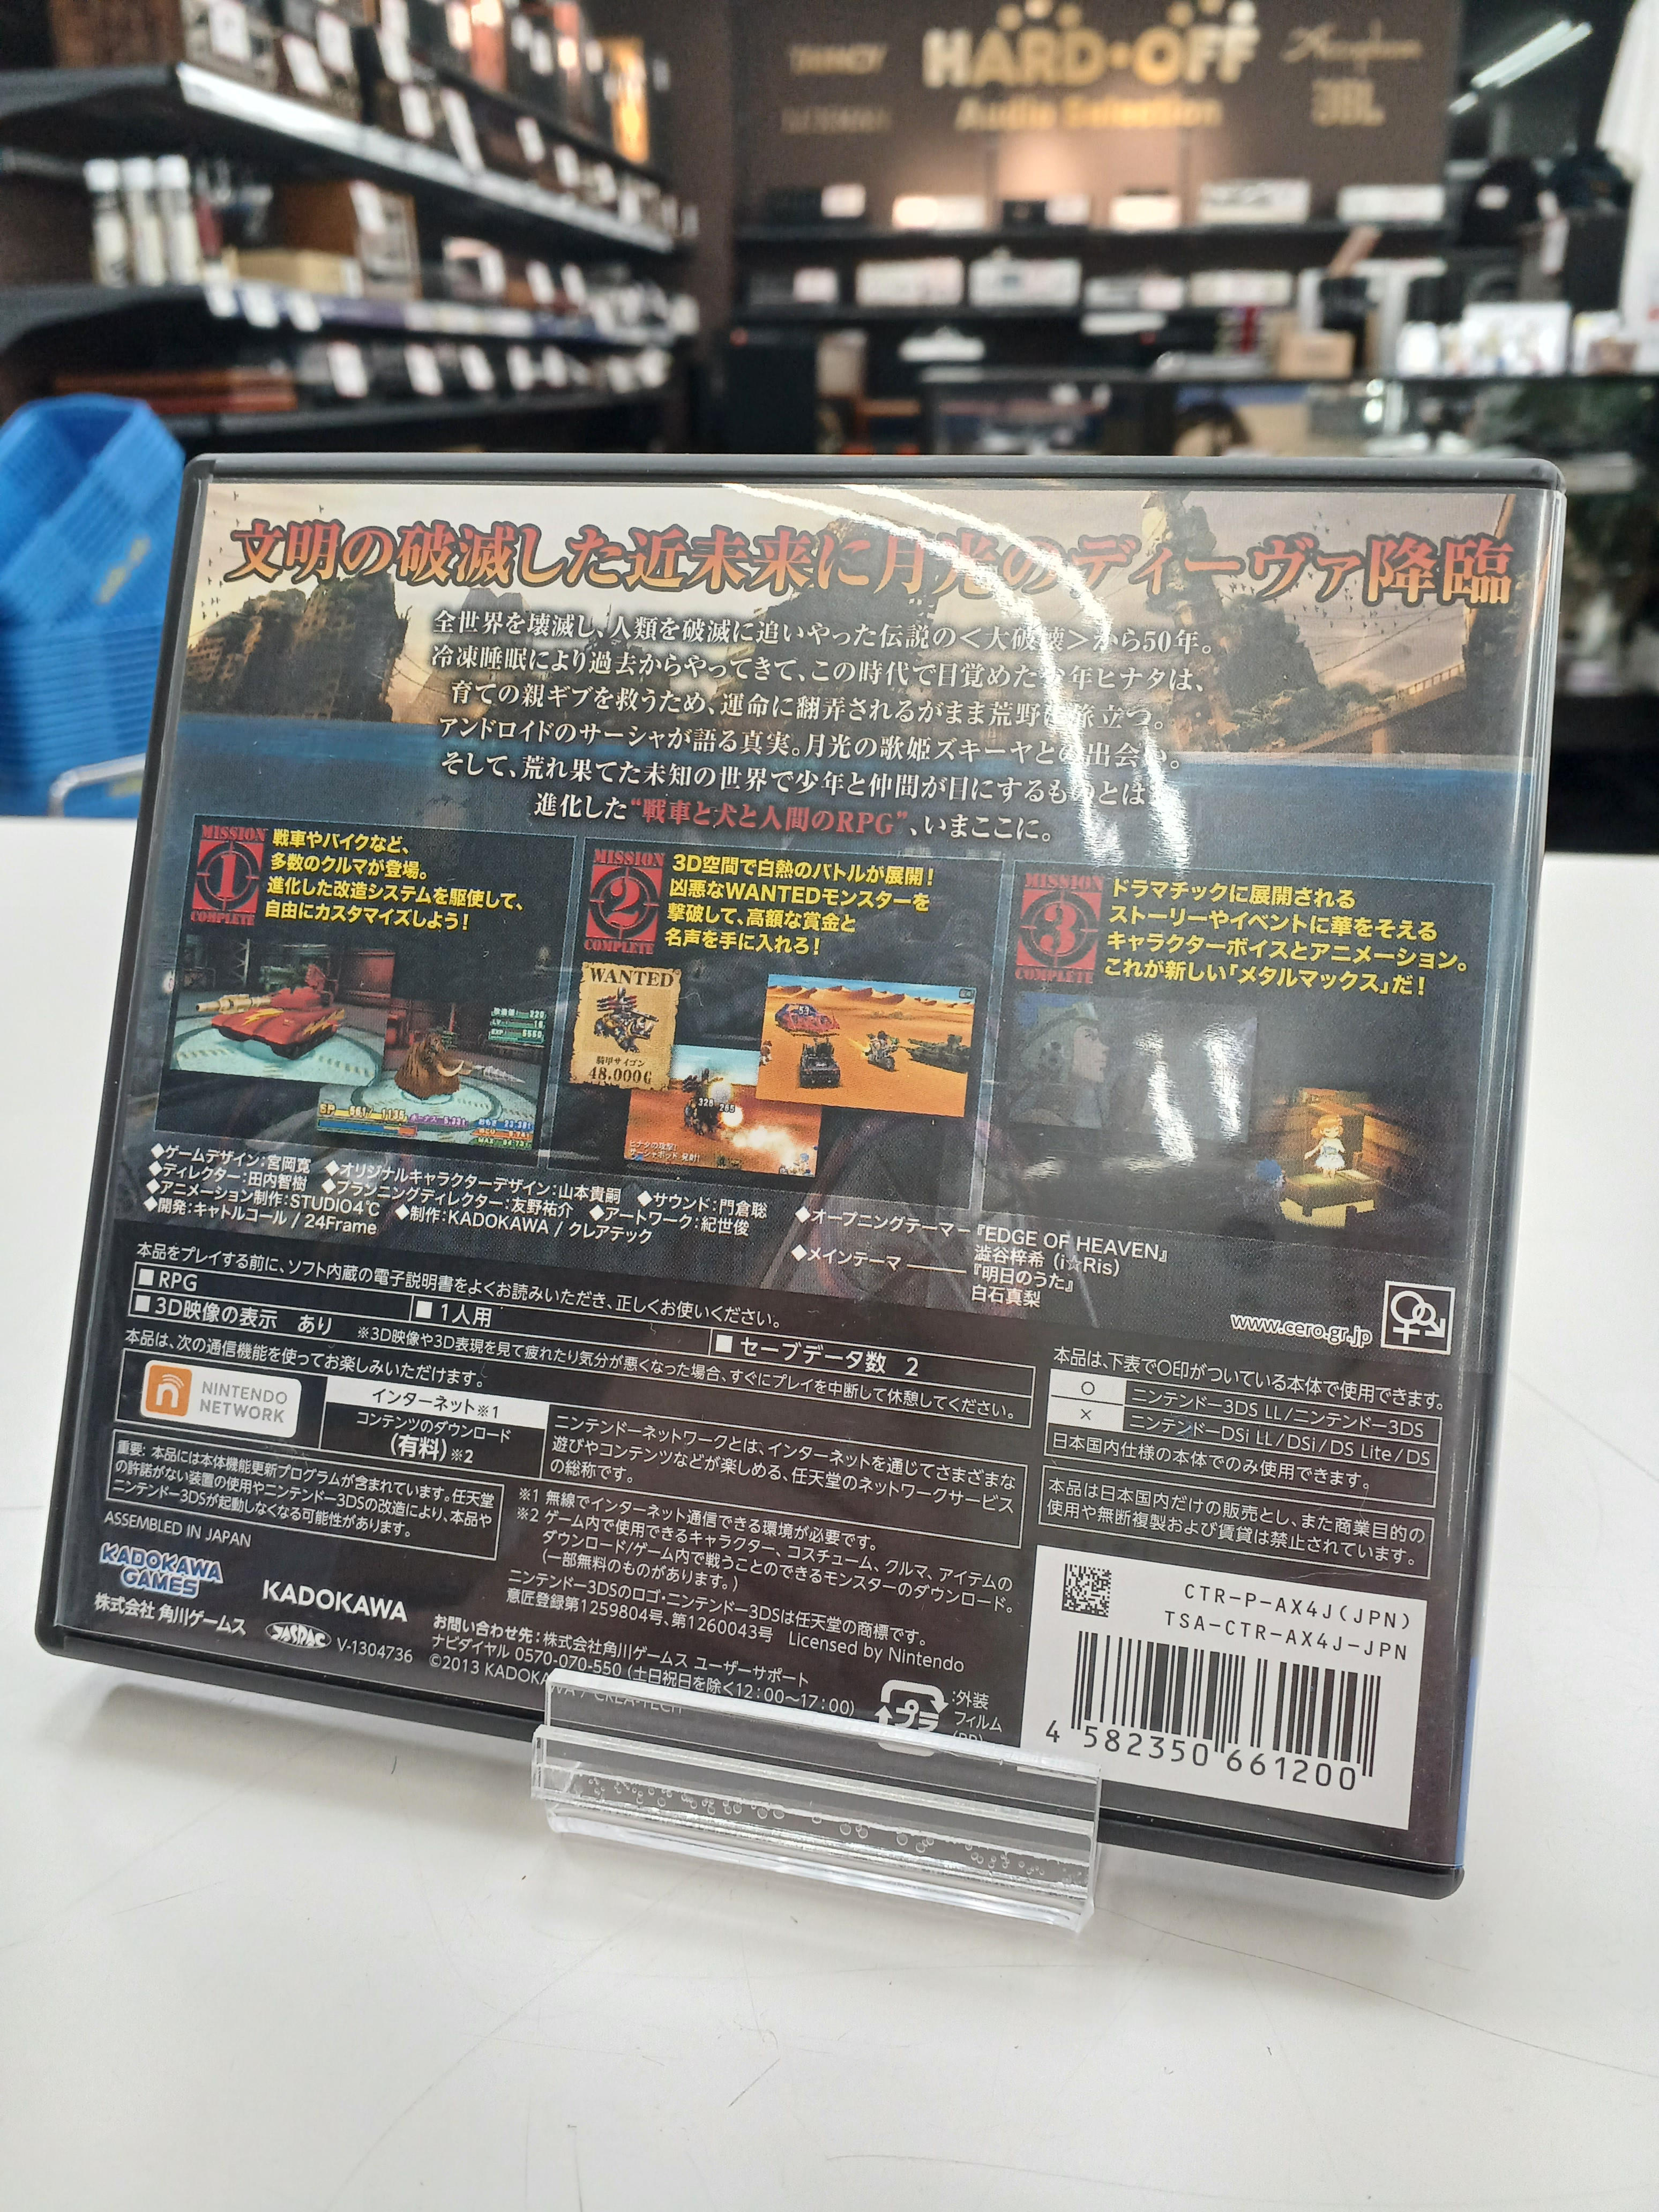 HARD・OFF
Audio Selection
JBL
文明の破滅した近未来に月光のディーヴァ降臨
全世界を壊滅し、人類を破滅に追いやった伝説の<大破壊>から50年。
冷凍睡眠により過去からやってきて、この時代で目覚めた少年ヒナタは、
育ての親ギブを救うため、運命に翻弄されるがまま荒野に旅立つ。
アンドロイドのサーシャが語る真実。月光の歌姫ズキーヤとの出会い。
そして、荒れ果てた未知の世界で少年と仲間が目にするものとは
進化した“戦車と犬と人間のRPG”、いまここに。
MISSION
1
COMPLETE
戦車やバイクなど、
多数のクルマが登場。
進化した改造システムを駆使して、
自由にカスタマイズしよう!
MISSION
2
COMPLETE
3D空間で白熱のバトルが展開!
凶悪なWANTEDモンスターを
撃破して、高額な賞金と
名声を手に入れろ!
WANTED
装甲サイゴン
48,000G
328 265
MISSION
3
COMPLETE
ドラマチックに展開される
ストーリーやイベントに華をそえる
キャラクターボイスとアニメーション。
これが新しい「メタルマックス」だ!
◆ゲームデザイン:宮岡寛 ◆オリジナルキャラクターデザイン:山本貴嗣 ◆サウンド:門倉聡
◆ディレクター:田内智樹 ◆プランニングディレクター:友野祐介 ◆アートワーク:紀世俊
◆アニメーション制作:STUDIO4℃ ◆制作:KADOKAWA / クレアテック
◆開発:キャトルコール / 24Frame
◆オープニングテーマ―『EDGE OF HEAVEN』
澁谷梓希 (i☆Ris)
◆メインテーマ――『明日のうた』
白石真梨
www.cero.gr.jp
本品をプレイする前に、ソフト内蔵の電子説明書をよくお読みいただき、正しくお使いください。
■RPG
■1人用
■セーブデータ数 2
■3D映像の表示 あり ※3D映像や3D表現を見て疲れたり気分が悪くなった場合、すぐにプレイを中断して休憩してください。
本品は、次の通信機能を使ってお楽しみいただけます。
NINTENDO
NETWORK
インターネット※1
コンテンツのダウンロード
(有料)※2
ニンテンドーネットワークとは、インターネットを通じてさまざまな
遊びやコンテンツなどが楽しめる、任天堂のネットワークサービス
の総称です。
重要: 本品には本体機能更新プログラムが含まれています。任天堂
の許諾がない装置の使用やニンテンドー3DSの改造により、本品や
ニンテンドー3DSが起動しなくなる可能性があります。
※1 無線でインターネット通信できる環境が必要です。
※2 ゲーム内で使用できるキャラクター、コスチューム、クルマ、アイテムの
ダウンロード/ゲーム内で戦うことのできるモンスターのダウンロード。
(一部無料のものがあります。)
ニンテンドー3DSのロゴ・ニンテンドー3DSは任天堂の商標です。
意匠登録第1259804号、第1260043号 Licensed by Nintendo
お問い合わせ先:株式会社角川ゲームス ユーザーサポート
ナビダイヤル 0570-070-550 (土日祝日を除く12:00～17:00)
©2013 KADOKAWA / CREA-TECH
ASSEMBLED IN JAPAN
KADOKAWA
GAMES
株式会社 角川ゲームス
KADOKAWA
JASRAC
V-1304736
プラ
:外装
フィルム
本品は、下表で○印がついている本体で使用できます。
○ ニンテンドー3DS LL/ニンテンドー3DS
× ニンテンドーDSi LL/DSi/DS Lite/DS
日本国内仕様の本体でのみ使用できます。
本品は日本国内だけの販売とし、また商業目的の
使用や無断複製および賃貸は禁止されています。
CTR-P-AX4J(JPN)
TSA-CTR-AX4J-JPN
4 582350 661200